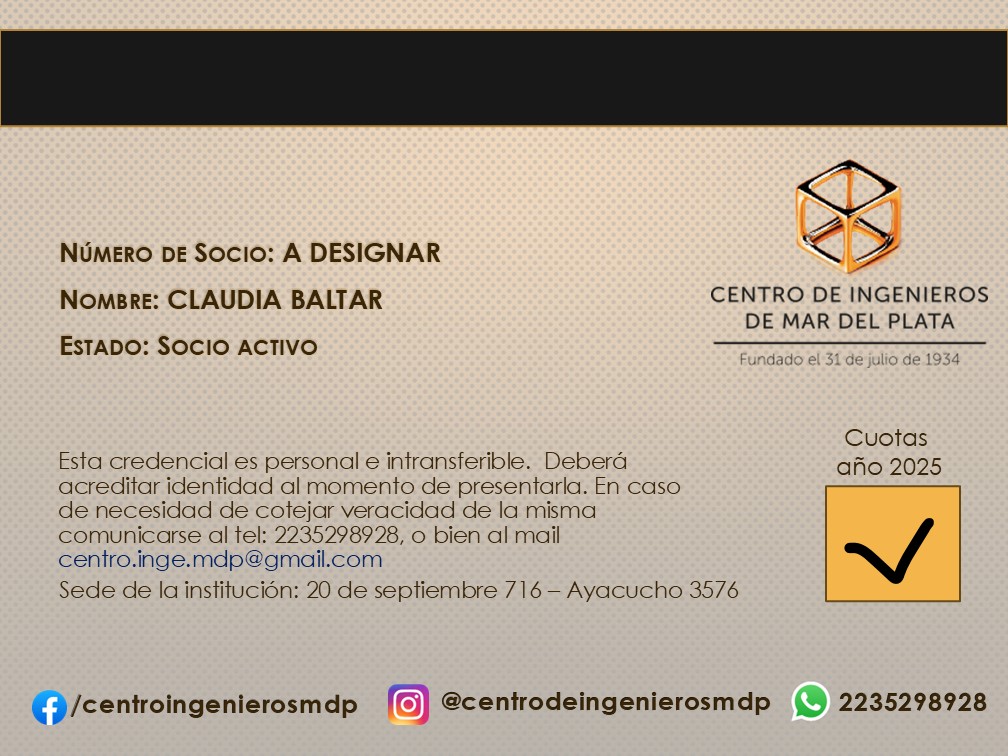 Número de Socio: A DESIGNAR
Nombre: CLAUDIA BALTAR
Estado: Socio activo
CENTRO DE INGENIEROS
DE MAR DEL PLATA
Fundado el 31 de julio de 1934
Cuotas
año 2025
Esta credencial es personal e intransferible.  Deberá
acreditar identidad al momento de presentarla. En caso
de necesidad de cotejar veracidad de la misma
comunicarse al tel: 2235298928, o bien al mail
centro.inge.mdp@gmail.com
Sede de la institución: 20 de septiembre 716 – Ayacucho 3576
/centroingenierosmdp
@centrodeingenierosmdp
2235298928